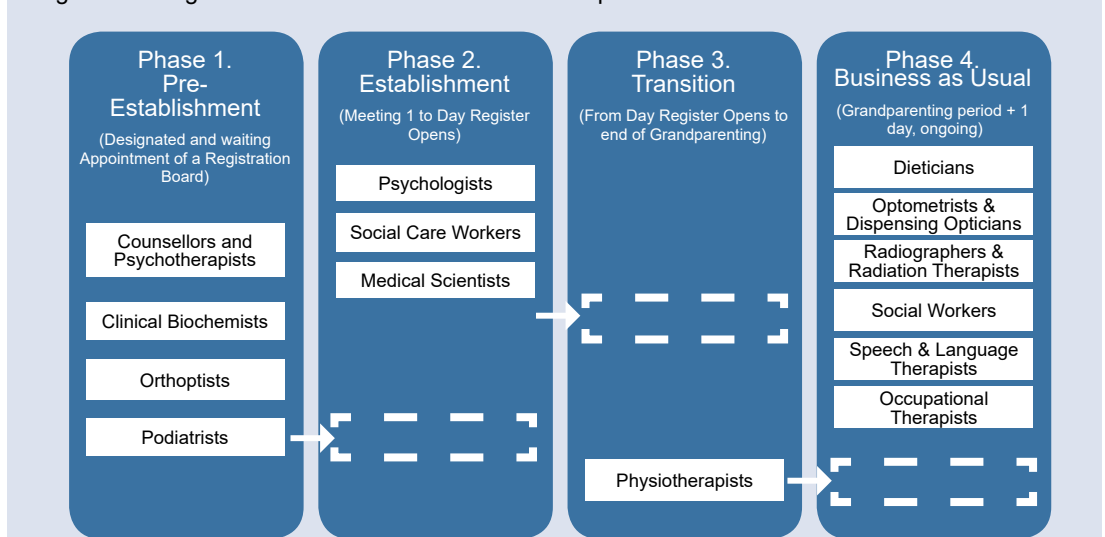 Phase 1.
Pre-
Establishment
(Designated and waiting
Appointment of a Registration
Board)
Counsellors and
Psychotherapists
Clinical Biochemists
Orthoptists
Podiatrists
Phase 2.
Establishment
(Meeting 1 to Day Register
Opens)
Psychologists
Social Care Workers
Medical Scientists
Phase 3.
Transition
(From Day Register Opens to
end of Grandparenting)
Physiotherapists
Phase 4.
Business as Usual
(Grandparenting period + 1
day, ongoing)
Dieticians
Optometrists &
Dispensing Opticians
Radiographers &
Radiation Therapists
Social Workers
Speech & Language
Therapists
Occupational
Therapists